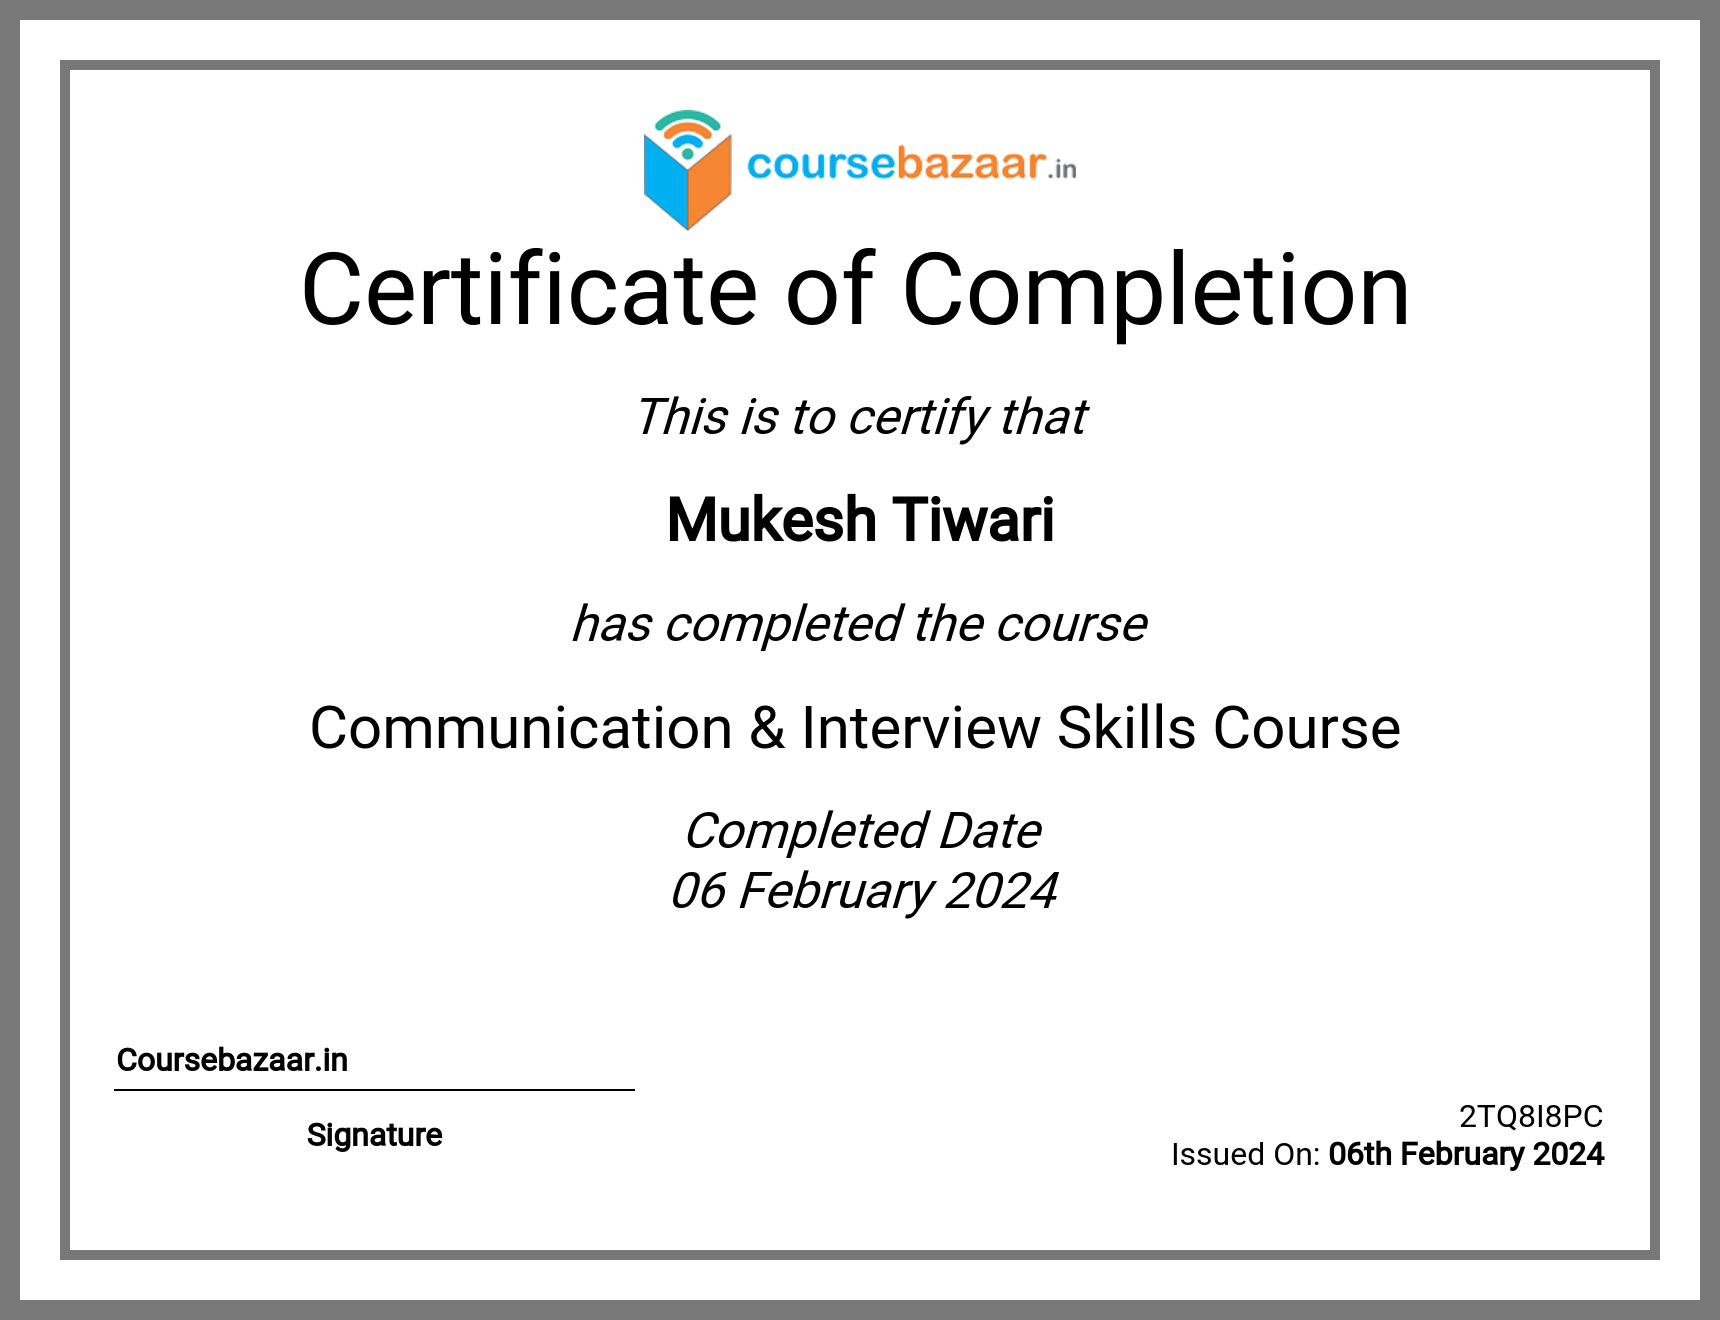 coursebazaar.in
Certificate of Completion
This is to certify that
Mukesh Tiwari
has completed the course
Communication & Interview Skills Course
Completed Date
06 February 2024
Coursebazaar.in
Signature
2TQ8I8PC
Issued On: 06th February 2024